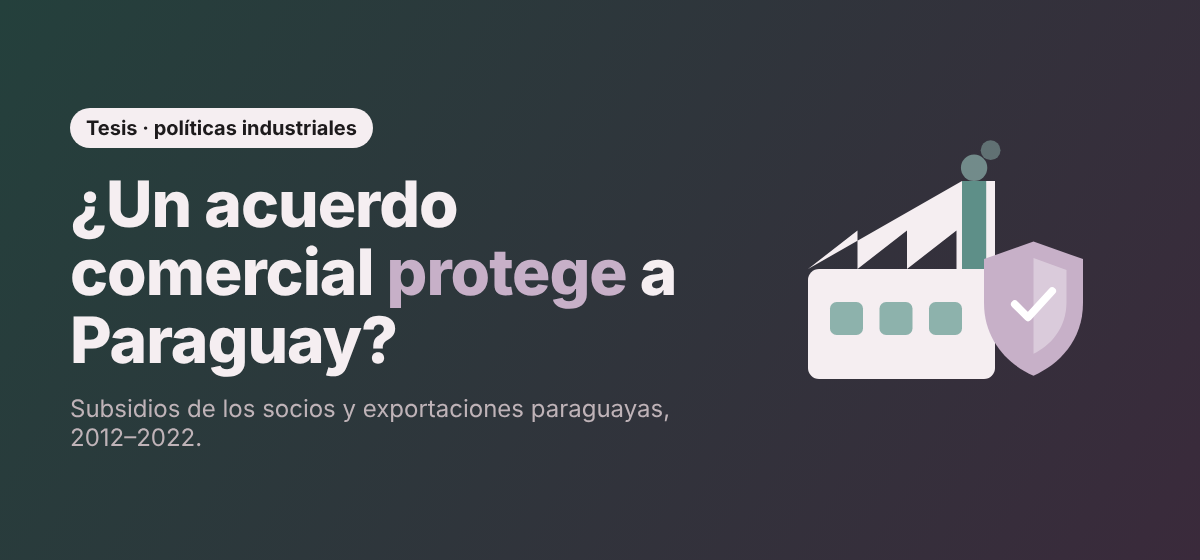 Tesis · políticas industriales
¿Un acuerdo
comercial protege a
Paraguay?
Subsidios de los socios y exportaciones paraguayas,
2012–2022.